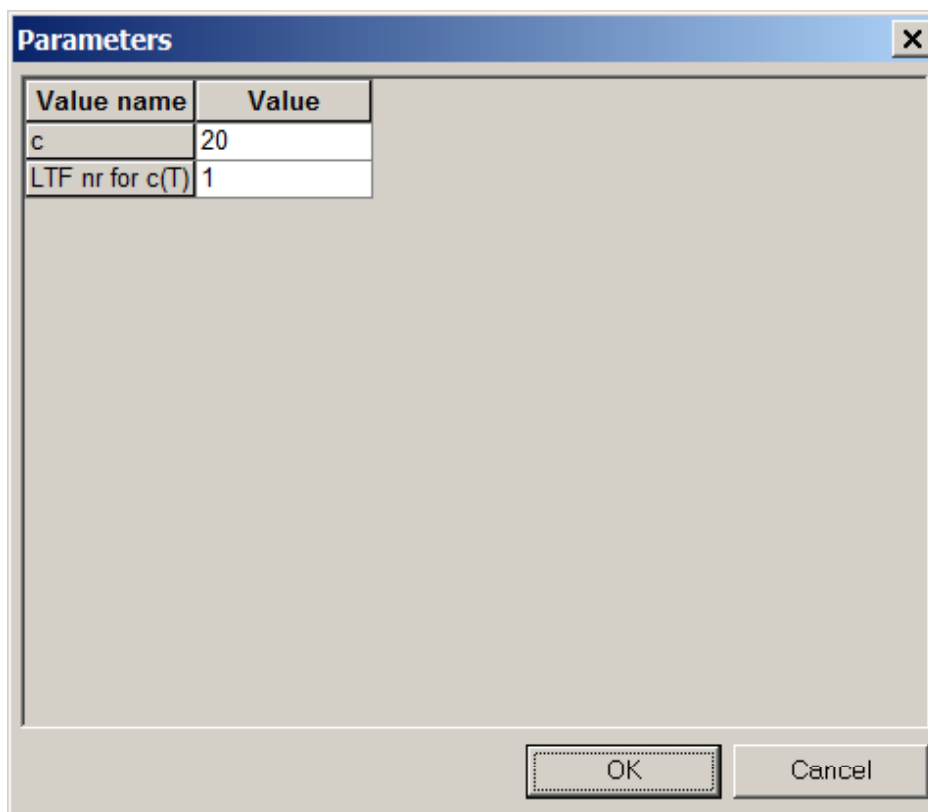 Parameters
Value name Value
c 20
LTF nr for c(T) 1
OK Cancel